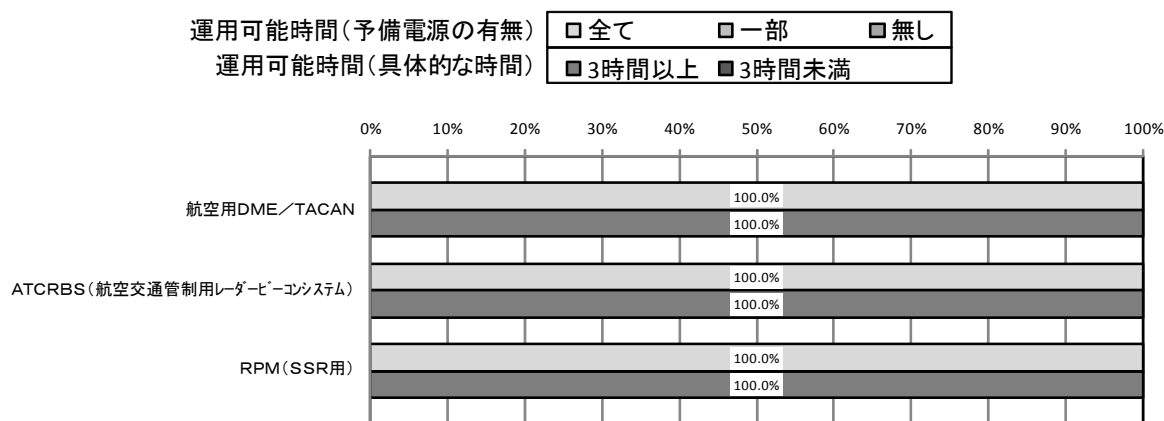 運用可能時間（予備電源の有無） 全て 一部 無し
運用可能時間（具体的な時間） 3時間以上 3時間未満
0% 10% 20% 30% 40% 50% 60% 70% 80% 90% 100%
100.0%
航空用DME／TACAN
100.0%
100.0%
ATCRBS（航空交通管制用ﾚｰﾀﾞｰﾋﾞｰｺﾝｼｽﾃﾑ）
100.0%
100.0%
RPM（SSR用）
100.0%